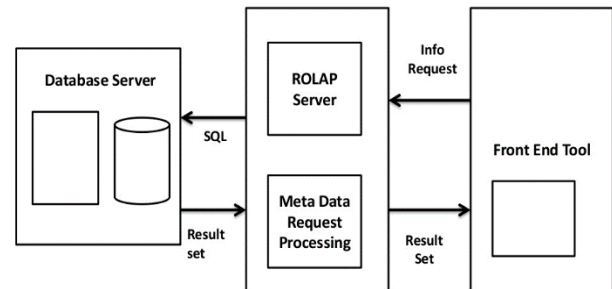 Database Server
SQL
Result
set
ROLAP
Server
Meta Data
Request
Processing
Info
Request
Result
Set
Front End Tool